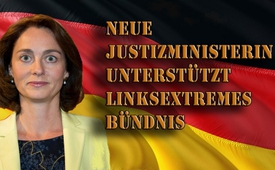 NEUE
JUSTIZMINISTERIN
UNTERSTÜTZT
LINKSEXTREMES
BÜNDNIS